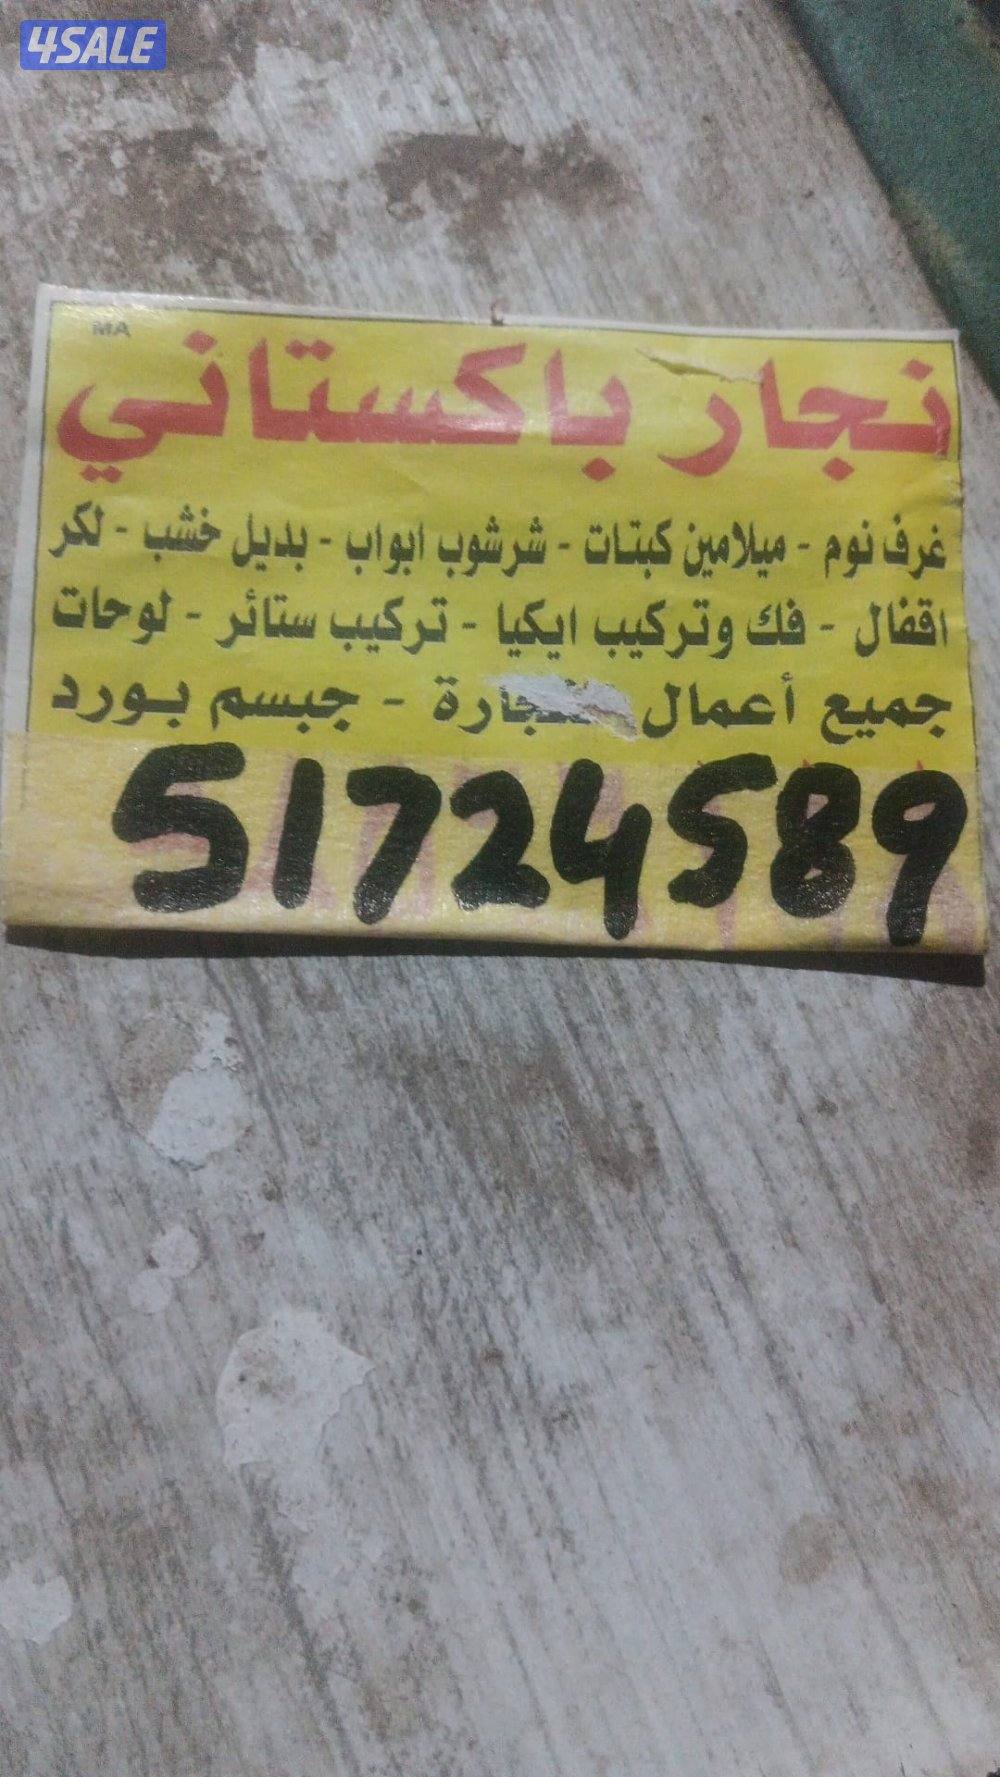 4SALE
MA
نجار باكستاني
غرف نوم - ميلامين كبتات - شرشوب ابواب - بديل خشب - لكر
اقفال - فك وتركيب ايكيا - تركيب ستائر - لوحات
جميع أعمال النجارة - جبسم بورد
51724589